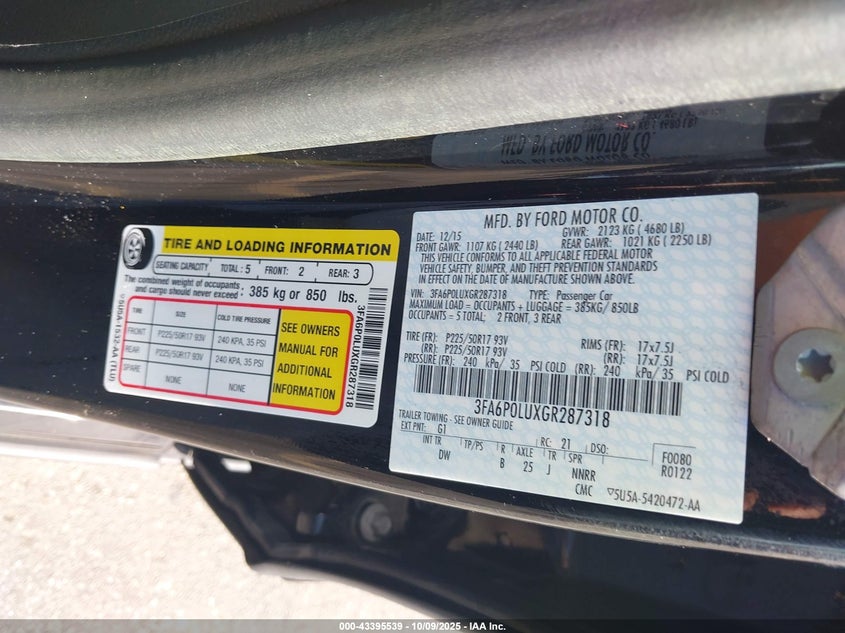 TIRE AND LOADING INFORMATION
SEATING CAPACITY TOTAL : 5 FRONT: 2 REAR: 3
The combined weight of occupants and cargo should never exceed : 385 kg or 850 lbs.
TIRE SIZE COLD TIRE PRESSURE
FRONT P225/50R17 93V 240 KPA, 35 PSI
REAR P225/50R17 93V 240 KPA, 35 PSI
SPARE NONE NONE
SEE OWNERS
MANUAL FOR
ADDITIONAL
INFORMATION
3FA6P0LUXGR287318
▽5U5A-1532-AA (TLU)
MFD. BY FORD MOTOR CO.
DATE: 12/15 GVWR: 2123 KG ( 4680 LB)
FRONT GAWR: 1107 KG ( 2440 LB) REAR GAWR: 1021 KG ( 2250 LB)
THIS VEHICLE CONFORMS TO ALL APPLICABLE FEDERAL MOTOR
VEHICLE SAFETY, BUMPER, AND THEFT PREVENTION STANDARDS
IN EFFECT ON THE DATE OF MANUFACTURE SHOWN ABOVE.
VIN: 3FA6P0LUXGR287318 TYPE: Passenger Car
MAXIMUM LOAD = OCCUPANTS + LUGGAGE = 385KG/ 850LB
OCCUPANTS = 5 TOTAL: 2 FRONT, 3 REAR
TIRE (FR): P225/50R17 93V RIMS (FR): 17x7.5J
(RR): P225/50R17 93V (RR): 17x7.5J
PRESSURE (FR): 240 kPa/ 35 PSI COLD (RR): 240 kPa/35 PSI COLD
3FA6P0LUXGR287318
TRAILER TOWING - SEE OWNER GUIDE
EXT PNT: G1 RC: 21 DSO:
F0080
R0122
INT TR TP/PS R AXLE TR SPR
DW B 25 J NNRR
CMC ▽5U5A-5420472-AA
MFD. BY FORD MOTOR CO.
000-43395539 - 10/09/2025 - IAA Inc.